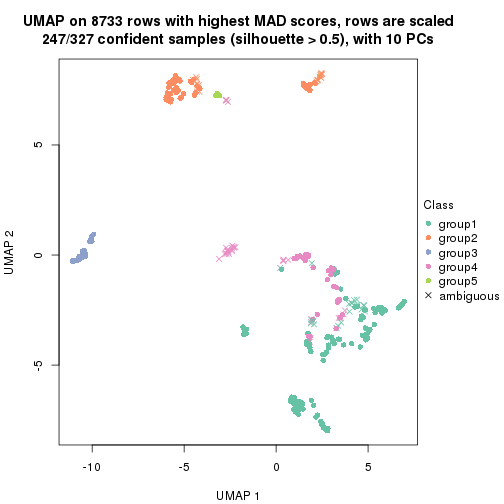 UMAP on 8733 rows with highest MAD scores, rows are scaled
247/327 confident samples (silhouette > 0.5), with 10 PCs
5
0
-5
UMAP 2
-10
-5
0
5
UMAP 1
Class
group1
group2
group3
group4
group5
ambiguous